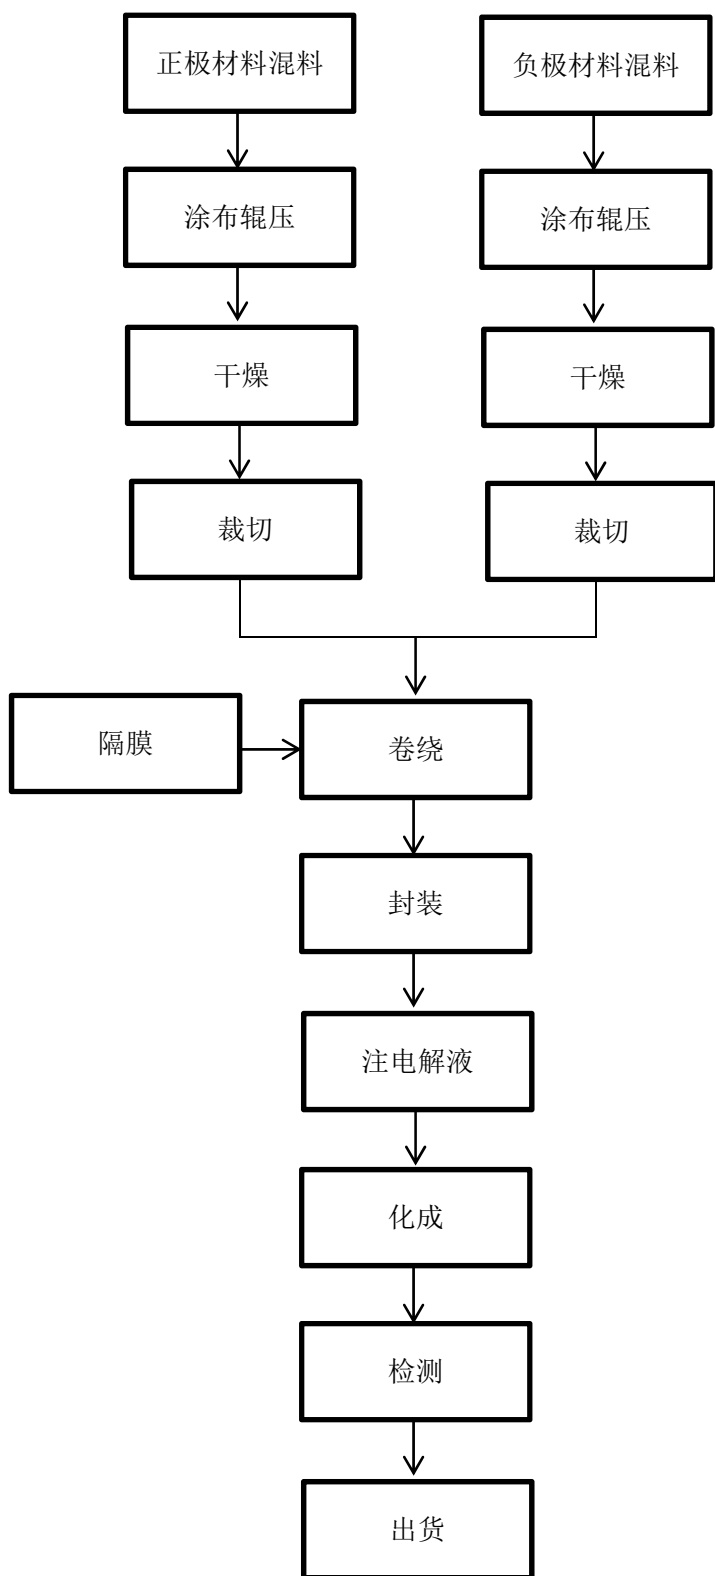 正极材料混料
负极材料混料
涂布辊压
涂布辊压
干燥
干燥
裁切
裁切
隔膜
卷绕
封装
注电解液
化成
检测
出货